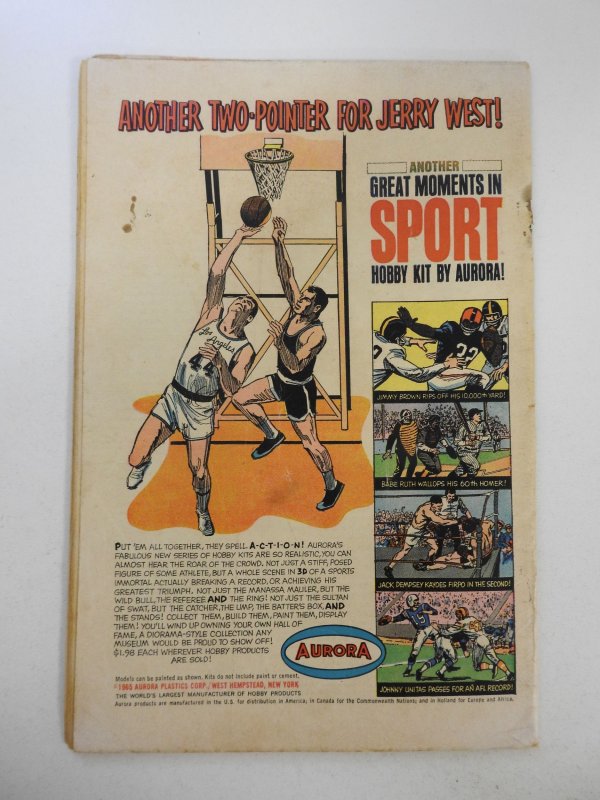 ANOTHER TWO-POINTER FOR JERRY WEST!
ANOTHER
GREAT MOMENTS IN
SPORT
HOBBY KIT BY AURORA!
Los Angeles
44
32
JIMMY BROWN RIPS OFF HIS 10,000th YARD!
BABE RUTH WALLOPS HIS 60th HOMER!
JACK DEMPSEY KAYOES FIRPO IN THE SECOND!
JOHNNY UNITAS PASSES FOR AN AFL RECORD!
PUT 'EM ALL TOGETHER, THEY SPELL A-C-T-I-O-N! AURORA'S
FABULOUS NEW SERIES OF HOBBY KITS ARE SO REALISTIC, YOU CAN
ALMOST HEAR THE ROAR OF THE CROWD. NOT JUST A STIFF, POSED
FIGURE OF SOME ATHLETE, BUT A WHOLE SCENE IN 3D OF A SPORTS
IMMORTAL ACTUALLY BREAKING A RECORD, OR ACHIEVING HIS
GREATEST TRIUMPH. NOT JUST THE MANASSA MAULER, BUT THE
WILD BULL, THE REFEREE AND THE RING! NOT JUST THE SULTAN
OF SWAT, BUT THE CATCHER, THE UMP, THE BATTER'S BOX, AND
THE STANDS! COLLECT THEM, BUILD THEM, PAINT THEM, DISPLAY
THEM! YOU'LL WIND UP OWNING YOUR OWN HALL OF
FAME, A DIORAMA-STYLE COLLECTION ANY
MUSEUM WOULD BE PROUD TO SHOW OFF!
$1.98 EACH WHEREVER HOBBY PRODUCTS
ARE SOLD!
AURORA
Models can be painted as shown. Kits do not include paint or cement.
©1965 AURORA PLASTICS CORP., WEST HEMPSTEAD, NEW YORK
THE WORLD'S LARGEST MANUFACTURER OF HOBBY PRODUCTS
Aurora products are manufactured in the U.S. for distribution in America; in Canada for the Commonwealth Nations; and in Holland for Europe and Africa.